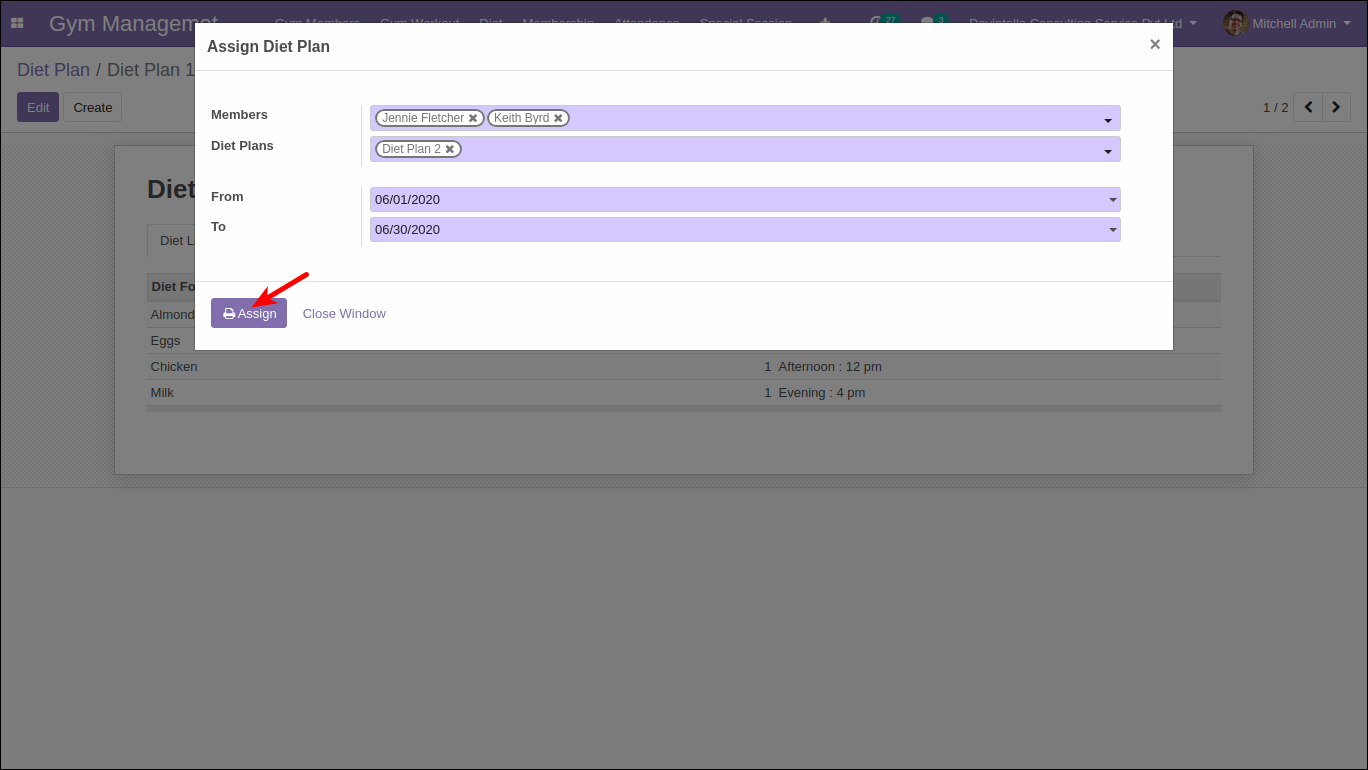 Gym Managemet Gym Members Gym Workout Diet Membership Attendance Special Session + 27 3 Devintelle Consulting Service Pvt Ltd Mitchell Admin
Assign Diet Plan ×
Diet Plan / Diet Plan 1
Edit Create 1 / 2
Members Jennie Fletcher Keith Byrd
Diet Plans Diet Plan 2
Diet
From 06/01/2020
To 06/30/2020
Diet L
Diet Fo
Assign Close Window
Almond
Eggs
Chicken 1 Afternoon : 12 pm
Milk 1 Evening : 4 pm